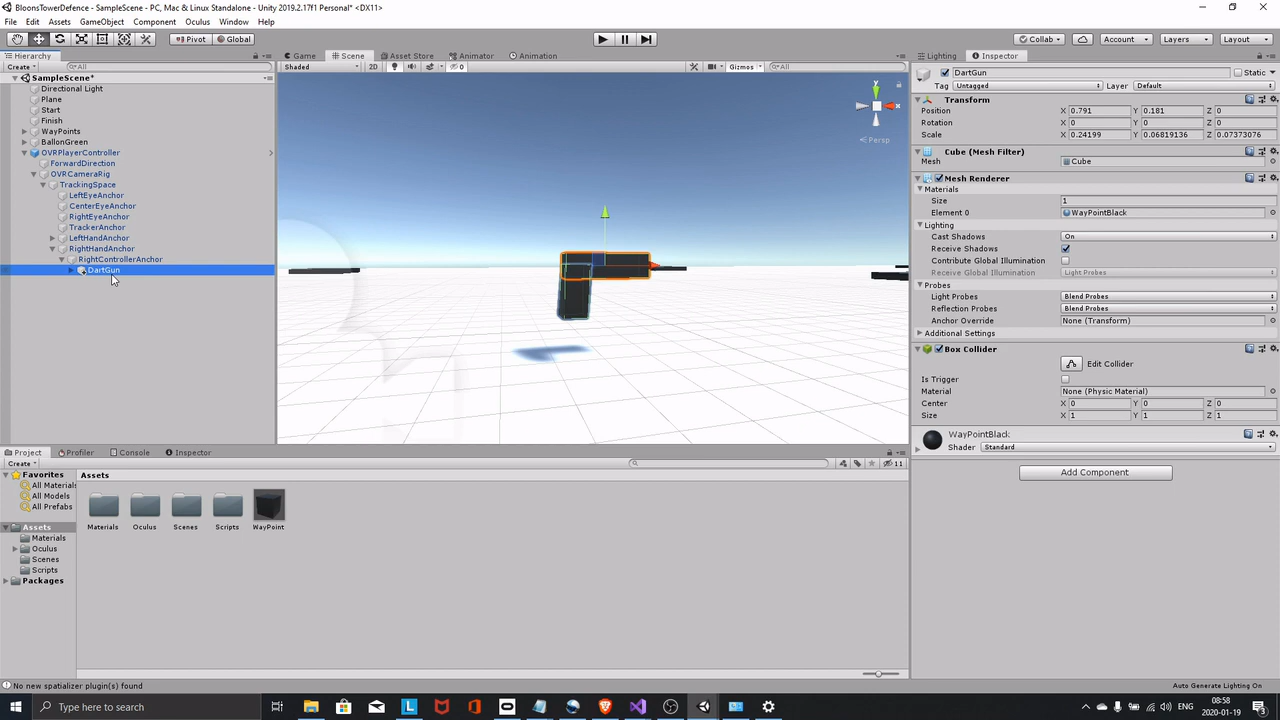 BloonsTowerDefence - SampleScene - PC, Mac & Linux Standalone - Unity 2019.2.17f1 Personal* <DX11>
File Edit Assets GameObject Component Oculus Window Help
Pivot Global Collab Account Layers Layout
Hierarchy
Create All
SampleScene*
Directional Light
Plane
Start
Finish
WayPoints
BallonGreen
OVRPlayerController
ForwardDirection
OVRCameraRig
TrackingSpace
LeftEyeAnchor
CenterEyeAnchor
RightEyeAnchor
TrackerAnchor
LeftHandAnchor
RightHandAnchor
RightControllerAnchor
DartGun
Game Scene Asset Store Animator Animation
Shaded 2D 0 Gizmos All
y
x
Persp
Lighting Inspector
DartGun Static
Tag Untagged Layer Default
Transform
Position X 0.791 Y 0.181 Z 0
Rotation X 0 Y 0 Z 0
Scale X 0.24199 Y 0.06819136 Z 0.07373076
Cube (Mesh Filter)
Mesh Cube
Mesh Renderer
Materials
Size 1
Element 0 WayPointBlack
Lighting
Cast Shadows On
Receive Shadows
Contribute Global Illumination
Receive Global Illumination Light Probes
Probes
Light Probes Blend Probes
Reflection Probes Blend Probes
Anchor Override None (Transform)
Additional Settings
Box Collider
Edit Collider
Is Trigger
Material None (Physic Material)
Center X 0 Y 0 Z 0
Size X 1 Y 1 Z 1
WayPointBlack
Shader Standard
Add Component
Project Profiler Console Inspector
Create 11
Favorites
All Materials
All Models
All Prefabs
Assets
Materials
Oculus
Scenes
Scripts
Packages
Assets
Materials Oculus Scenes Scripts WayPoint
No new spatializer plugin(s) found
Auto Generate Lighting On
Type here to search
ENG
08:58
2020-01-19